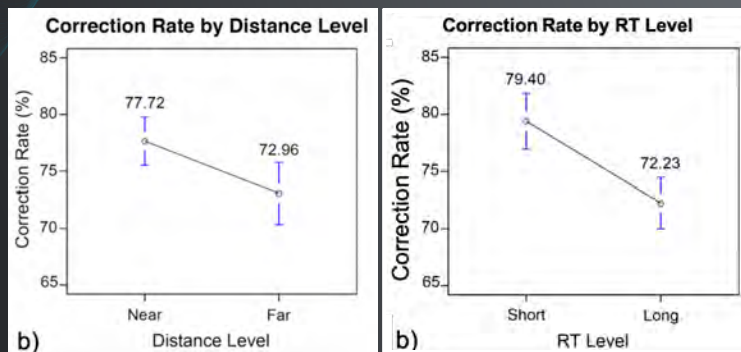 Correction Rate by Distance Level
Correction Rate (%)
85
80
75
70
65
77.72
72.96
Near
Far
Distance Level
b)
Correction Rate by RT Level
Correction Rate (%)
85
80
75
70
65
79.40
72.23
Short
Long
RT Level
b)